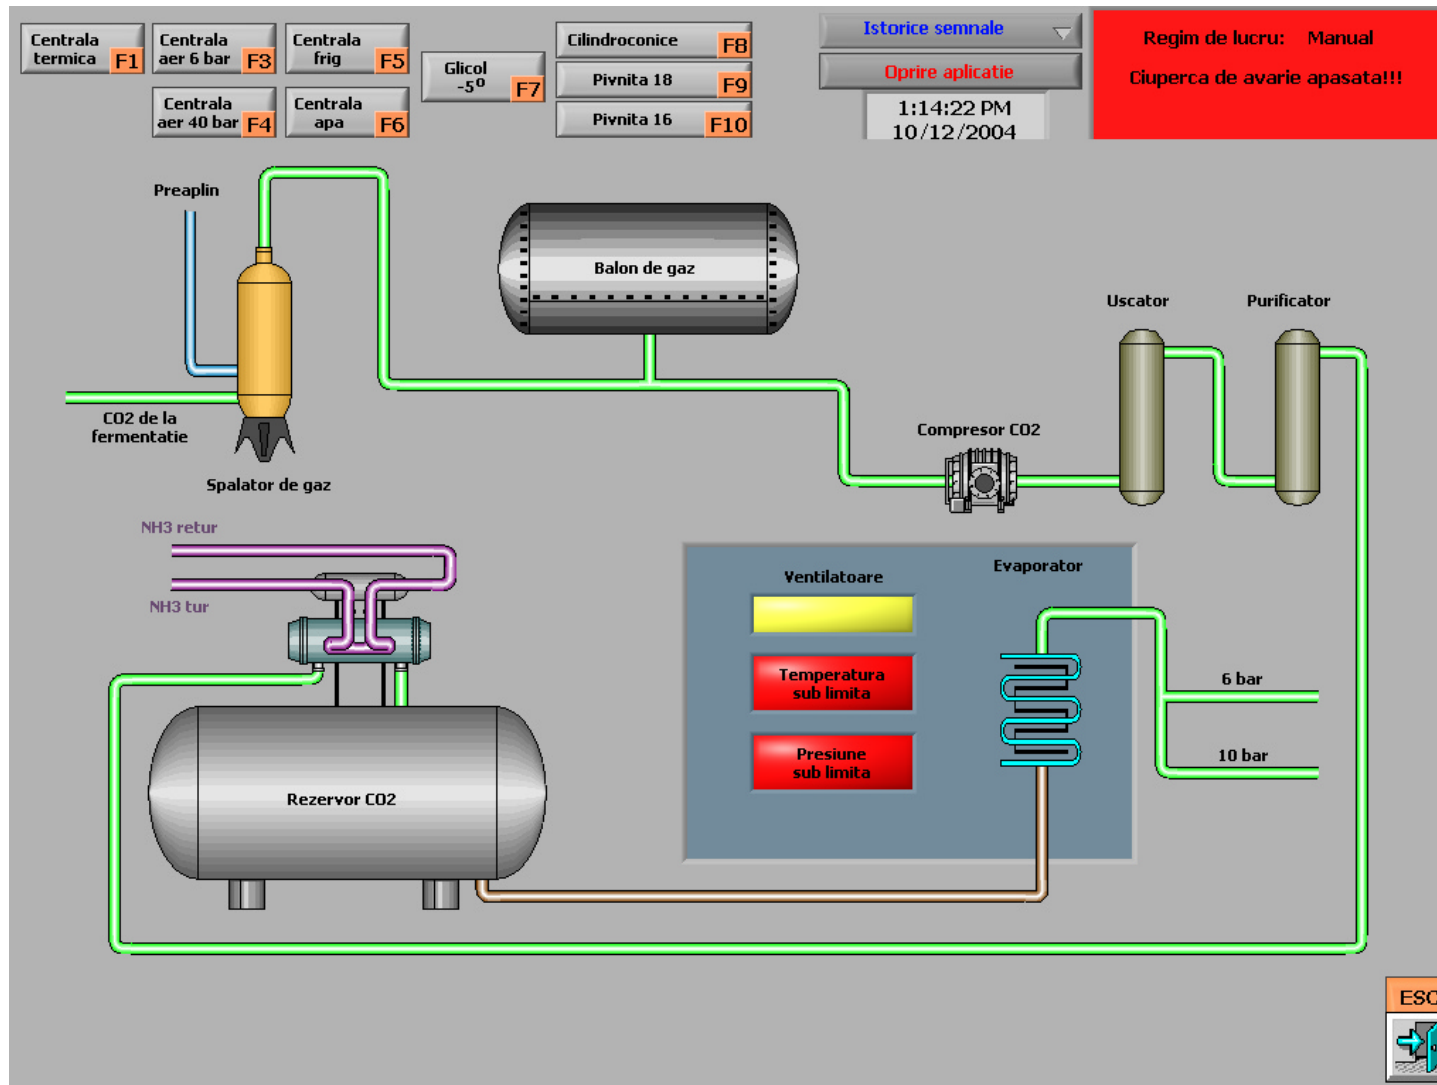 Centrala
termica F1
Centrala
aer 6 bar F3
Centrala
frig F5
Centrala
aer 40 bar F4
Centrala
apa F6
Glicol
-5º F7
Cilindroconice F8
Pivnita 18 F9
Pivnita 16 F10
Istorice semnale
Oprire aplicatie
1:14:22 PM
10/12/2004
Regim de lucru: Manual
Ciuperca de avarie apasata!!!
Preaplin
Balon de gaz
Uscator
Purificator
CO2 de la
fermentatie
Compresor CO2
Spalator de gaz
NH3 retur
NH3 tur
Ventilatoare
Evaporator
Temperatura
sub limita
6 bar
Presiune
sub limita
10 bar
Rezervor CO2
ESC